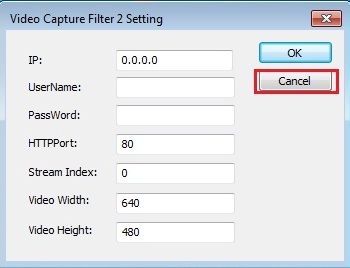 Video Capture Filter 2 Setting
IP: 0.0.0.0 OK
UserName: Cancel
PassWord:
HTTPPort: 80
Stream Index: 0
Video Width: 640
Video Height: 480